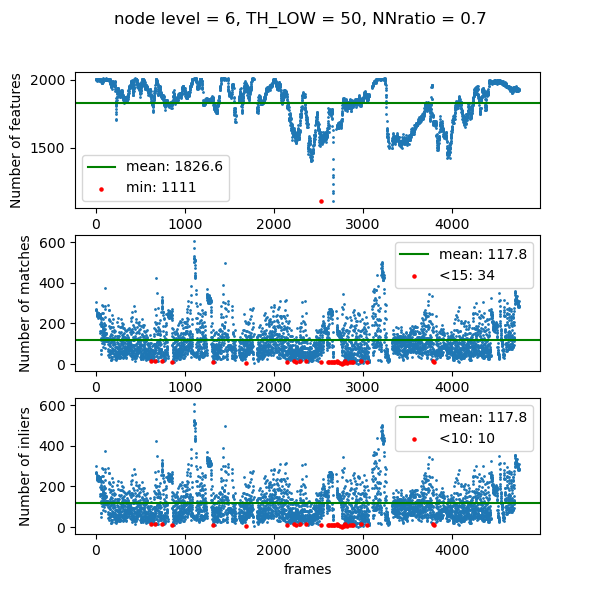 node level = 6, TH_LOW = 50, NNratio = 0.7
Number of features
2000
1500
mean: 1826.6
min: 1111
0 1000 2000 3000 4000
Number of matches
600
400
200
0
mean: 117.8
<15: 34
0 1000 2000 3000 4000
Number of inliers
600
400
200
0
mean: 117.8
<10: 10
0 1000 2000 3000 4000
frames